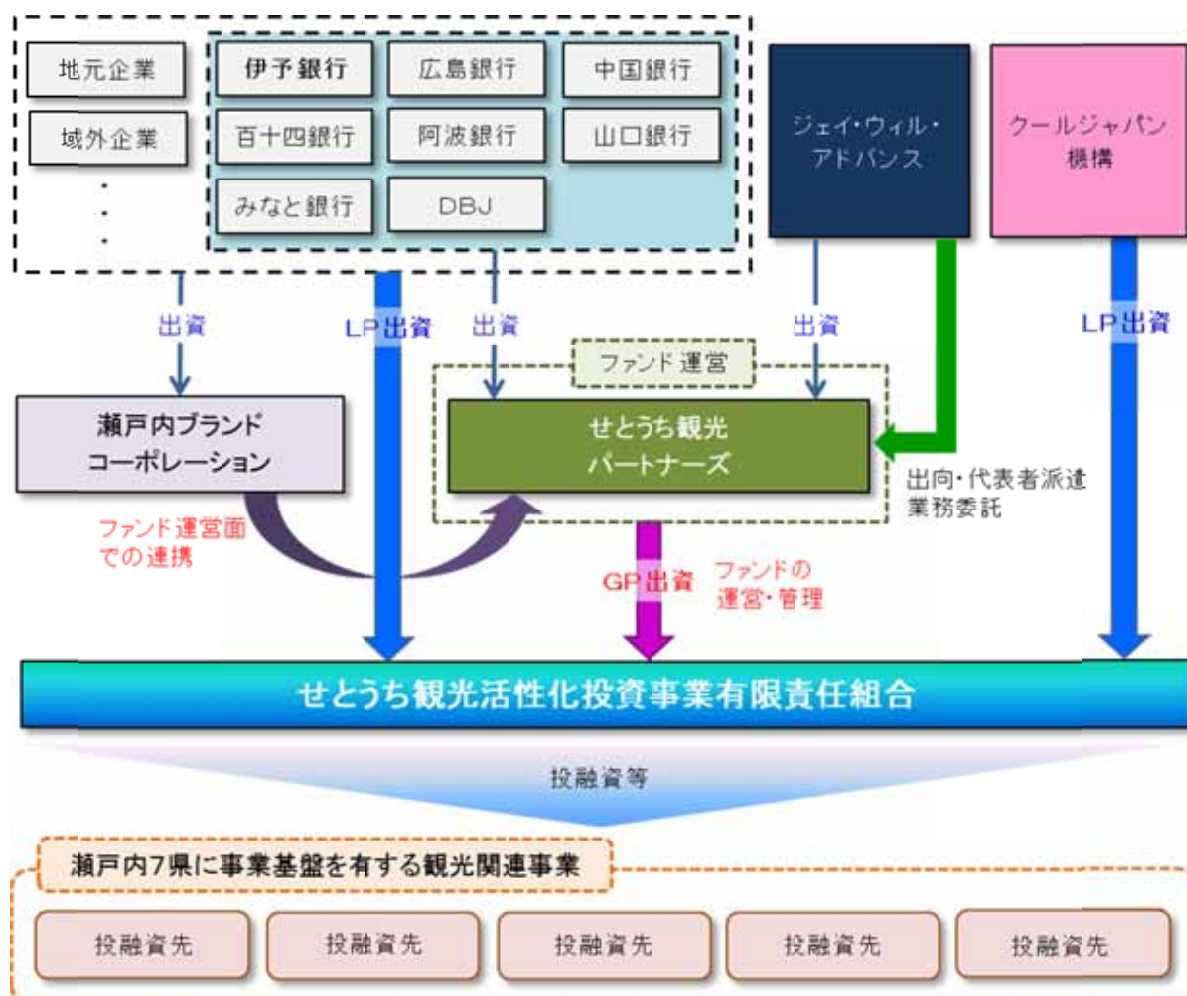 地元企業
伊予銀行
広島銀行
中国銀行
域外企業
百十四銀行
阿波銀行
山口銀行
みなと銀行
DBJ
ジェイ・ウィル・
アドバンス
クールジャパン
機構
出資
LP出資
出資
出資
LP出資
ファンド運営
瀬戸内ブランド
コーポレーション
せとうち観光
パートナーズ
出向・代表者派遣
業務委託
ファンド運営面
での連携
GP出資
ファンドの
運営・管理
せとうち観光活性化投資事業有限責任組合
投融資等
瀬戸内7県に事業基盤を有する観光関連事業
投融資先
投融資先
投融資先
投融資先
投融資先